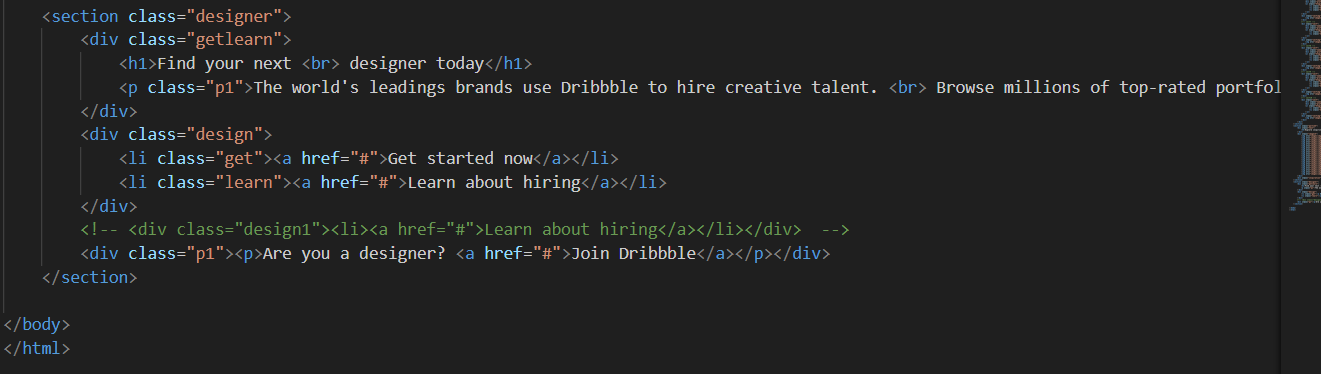 <section class="designer">
<div class="getlearn">
<h1>Find your next <br> designer today</h1>
<p class="p1">The world's leadings brands use Dribbble to hire creative talent. <br> Browse millions of top-rated portfol
</div>
<div class="design">
<li class="get"><a href="#">Get started now</a></li>
<li class="learn"><a href="#">Learn about hiring</a></li>
</div>
<!-- <div class="design1"><li><a href="#">Learn about hiring</a></li></div>  -->
<div class="p1"><p>Are you a designer? <a href="#">Join Dribbble</a></p></div>
</section>
</body>
</html>